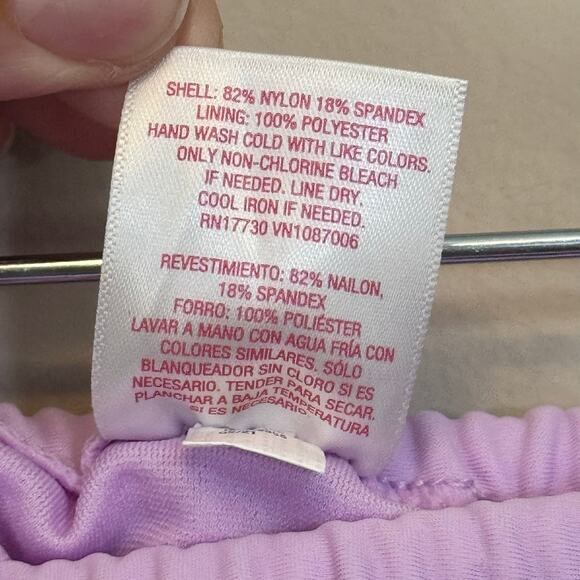 SHELL: 82% NYLON 18% SPANDEX
LINING: 100% POLYESTER
HAND WASH COLD WITH LIKE COLORS.
ONLY NON-CHLORINE BLEACH
IF NEEDED. LINE DRY.
COOL IRON IF NEEDED.
RN17730 VN1087006
REVESTIMIENTO: 82% NAILON,
18% SPANDEX
FORRO: 100% POLIÉSTER
LAVAR A MANO CON AGUA FRÍA CON
COLORES SIMILARES. SÓLO
BLANQUEADOR SIN CLORO SI ES
NECESARIO. TENDER PARA SECAR.
PLANCHAR A BAJA TEMPERATURA
SI ES NECESARIO